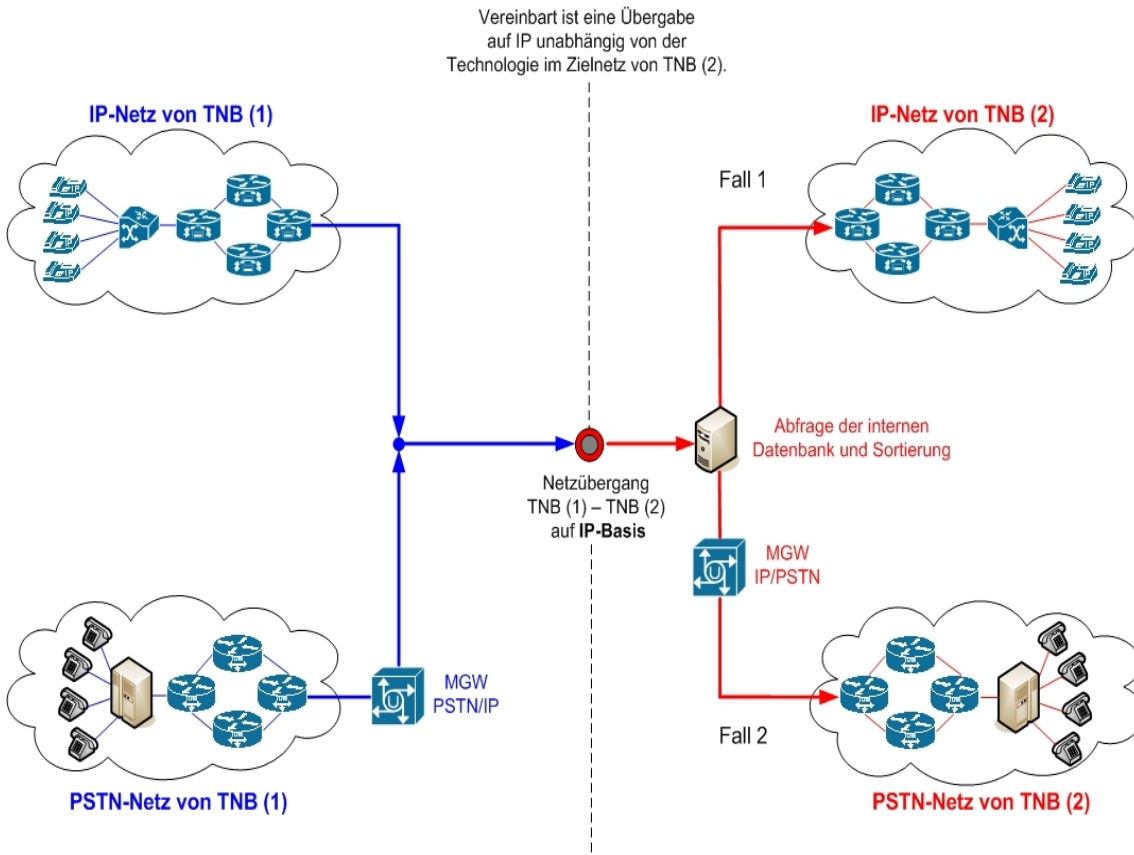 Vereinbart ist eine Übergabe
auf IP unabhängig von der
Technologie im Zielnetz von TNB (2).
IP-Netz von TNB (1)
IP-Netz von TNB (2)
Fall 1
Abfrage der internen
Datenbank und Sortierung
Netzübergang
TNB (1) – TNB (2)
auf IP-Basis
MGW
IP/PSTN
MGW
PSTN/IP
Fall 2
PSTN-Netz von TNB (1)
PSTN-Netz von TNB (2)